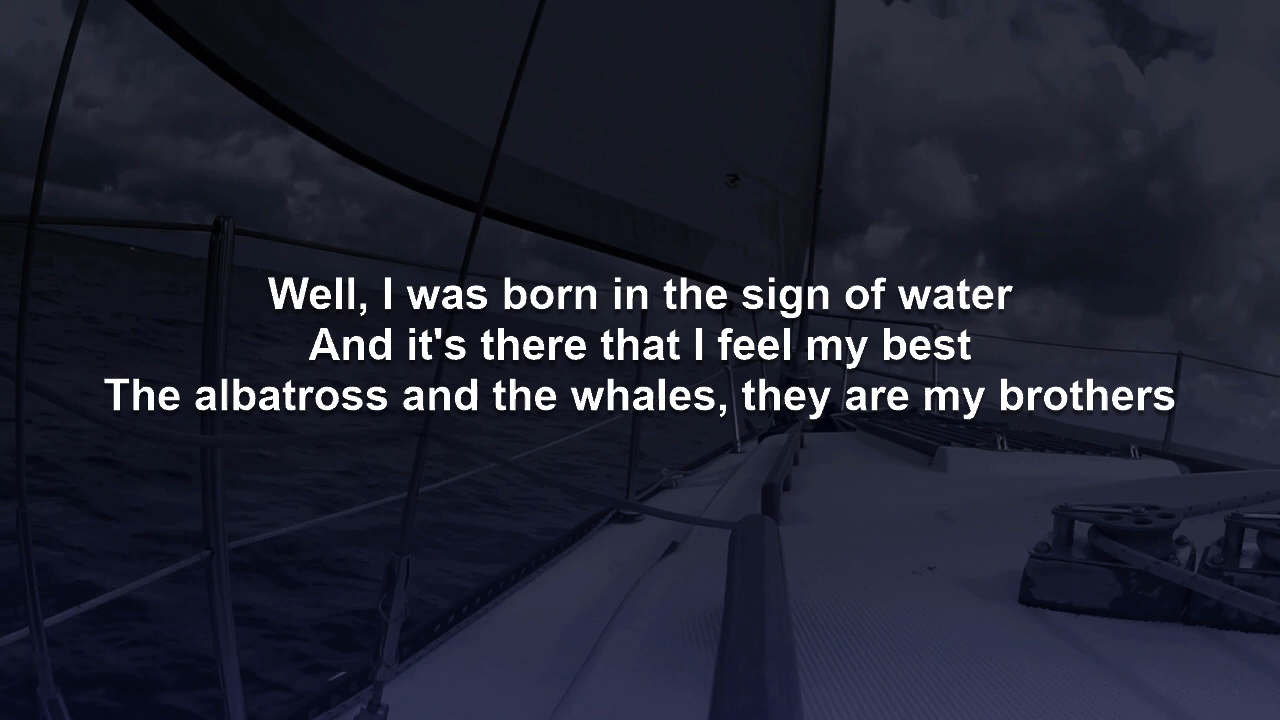 Well, I was born in the sign of water
And it's there that I feel my best
The albatross and the whales, they are my brothers